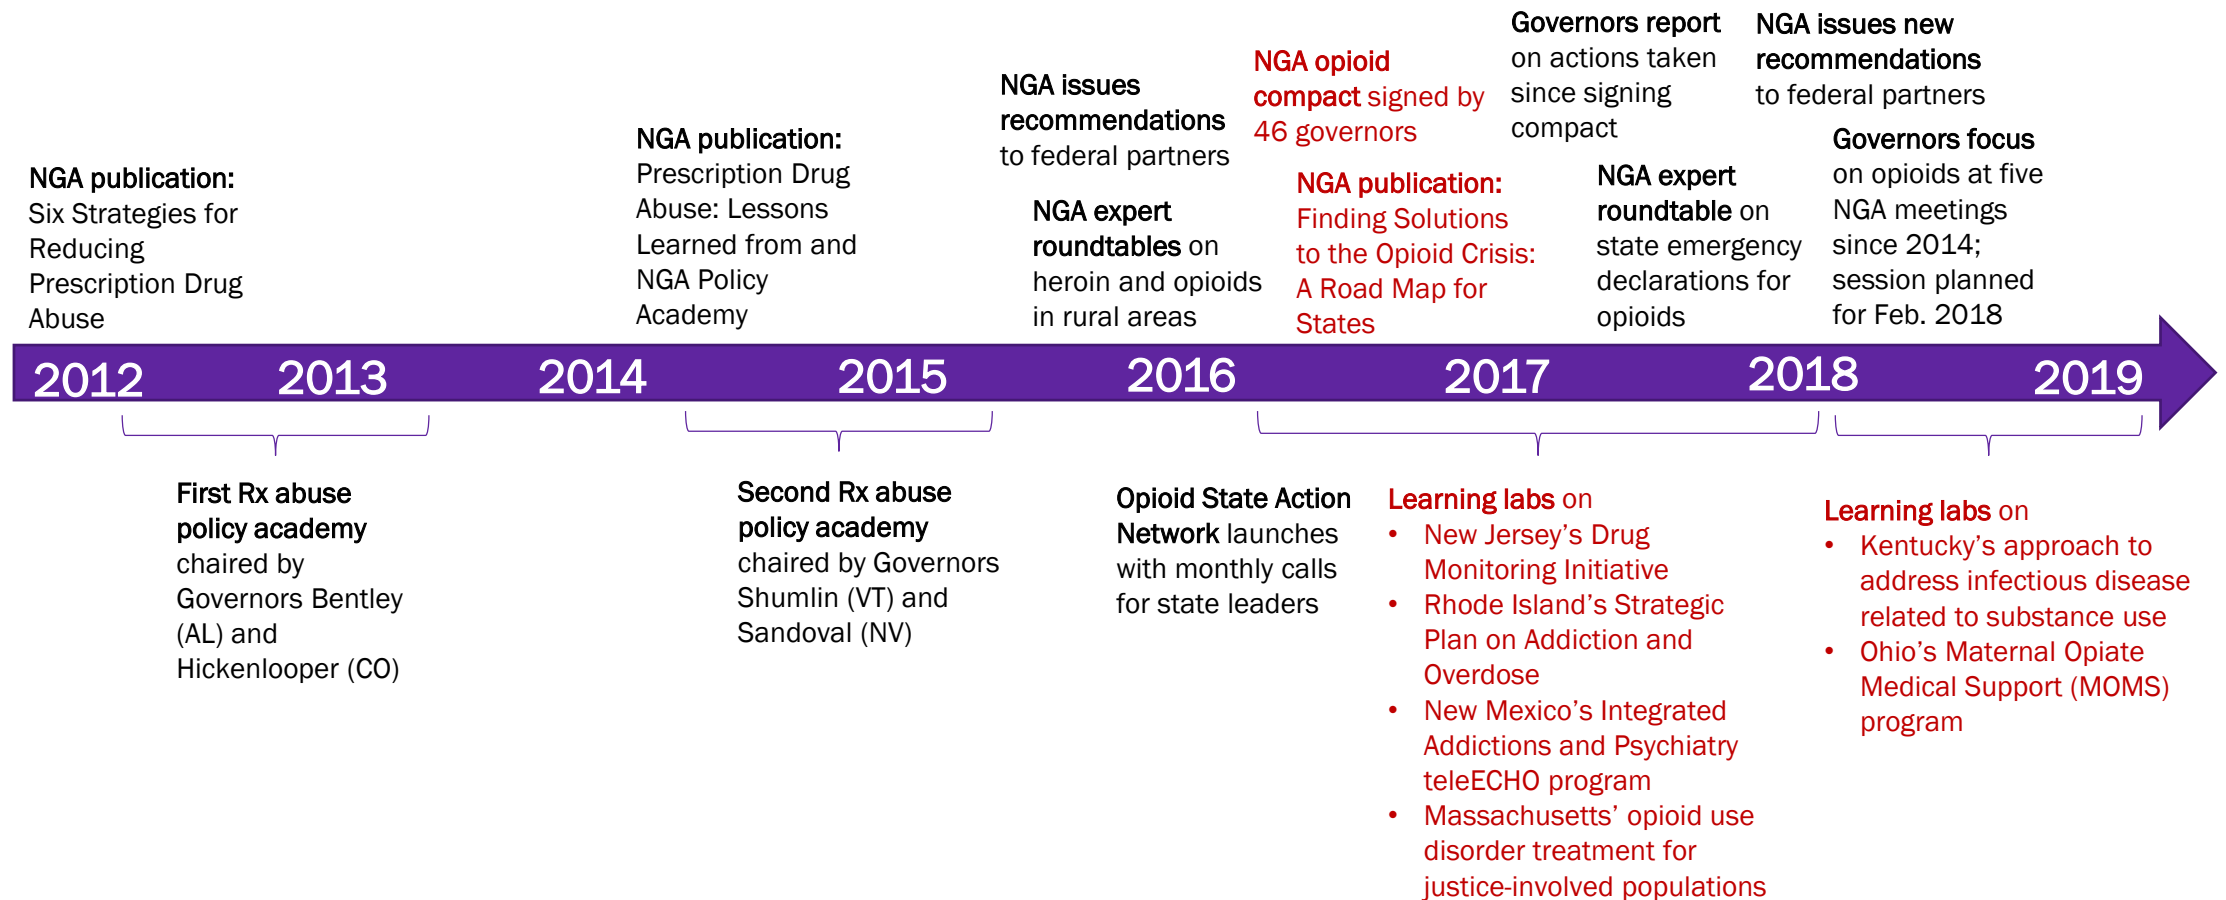 NGA publication:
Six Strategies for
Reducing
Prescription Drug
Abuse
NGA publication:
Prescription Drug
Abuse: Lessons
Learned from and
NGA Policy
Academy
NGA issues
recommendations
to federal partners
NGA expert
roundtables on
heroin and opioids
in rural areas
NGA opioid
compact signed by
46 governors
NGA publication:
Finding Solutions
to the Opioid Crisis:
A Road Map for
States
Governors report
on actions taken
since signing
compact
NGA expert
roundtable on
state emergency
declarations for
opioids
NGA issues new
recommendations
to federal partners
Governors focus
on opioids at five
NGA meetings
since 2014;
session planned
for Feb. 2018
2012 2013 2014 2015 2016 2017 2018 2019
First Rx abuse
policy academy
chaired by
Governors Bentley
(AL) and
Hickenlooper (CO)
Second Rx abuse
policy academy
chaired by Governors
Shumlin (VT) and
Sandoval (NV)
Opioid State Action
Network launches
with monthly calls
for state leaders
Learning labs on
• New Jersey’s Drug
Monitoring Initiative
• Rhode Island’s Strategic
Plan on Addiction and
Overdose
• New Mexico’s Integrated
Addictions and Psychiatry
teleECHO program
• Massachusetts’ opioid use
disorder treatment for
justice-involved populations
Learning labs on
• Kentucky’s approach to
address infectious disease
related to substance use
• Ohio’s Maternal Opiate
Medical Support (MOMS)
program